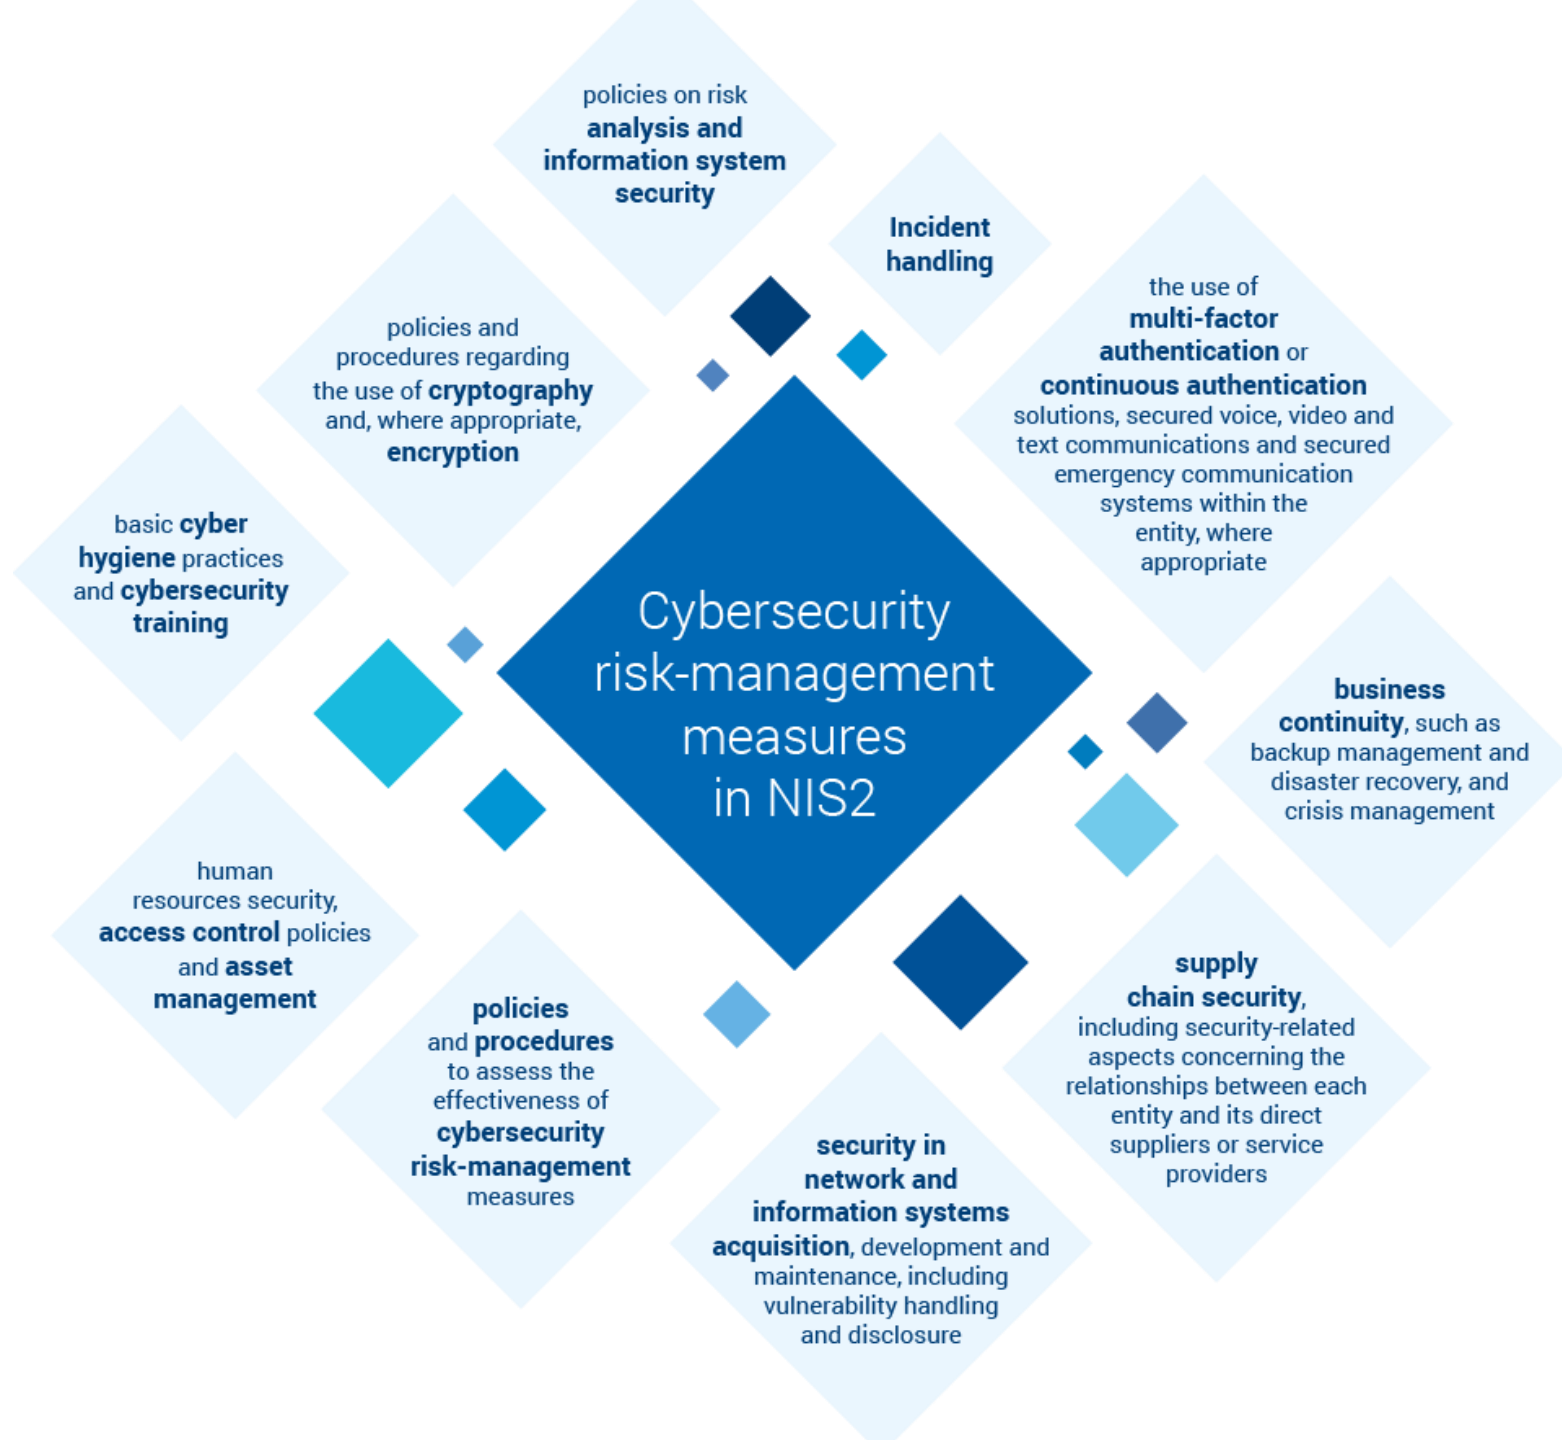 policies on risk
analysis and
information system
security
Incident
handling
the use of
multi-factor
authentication or
continuous authentication
solutions, secured voice, video and
text communications and secured
emergency communication
systems within the
entity, where
appropriate
policies and
procedures regarding
the use of cryptography
and, where appropriate,
encryption
basic cyber
hygiene practices
and cybersecurity
training
Cybersecurity
risk-management
measures
in NIS2
business
continuity, such as
backup management and
disaster recovery, and
crisis management
human
resources security,
access control policies
and asset
management
supply
chain security,
including security-related
aspects concerning the
relationships between each
entity and its direct
suppliers or service
providers
policies
and procedures
to assess the
effectiveness of
cybersecurity
risk-management
measures
security in
network and
information systems
acquisition, development and
maintenance, including
vulnerability handling
and disclosure